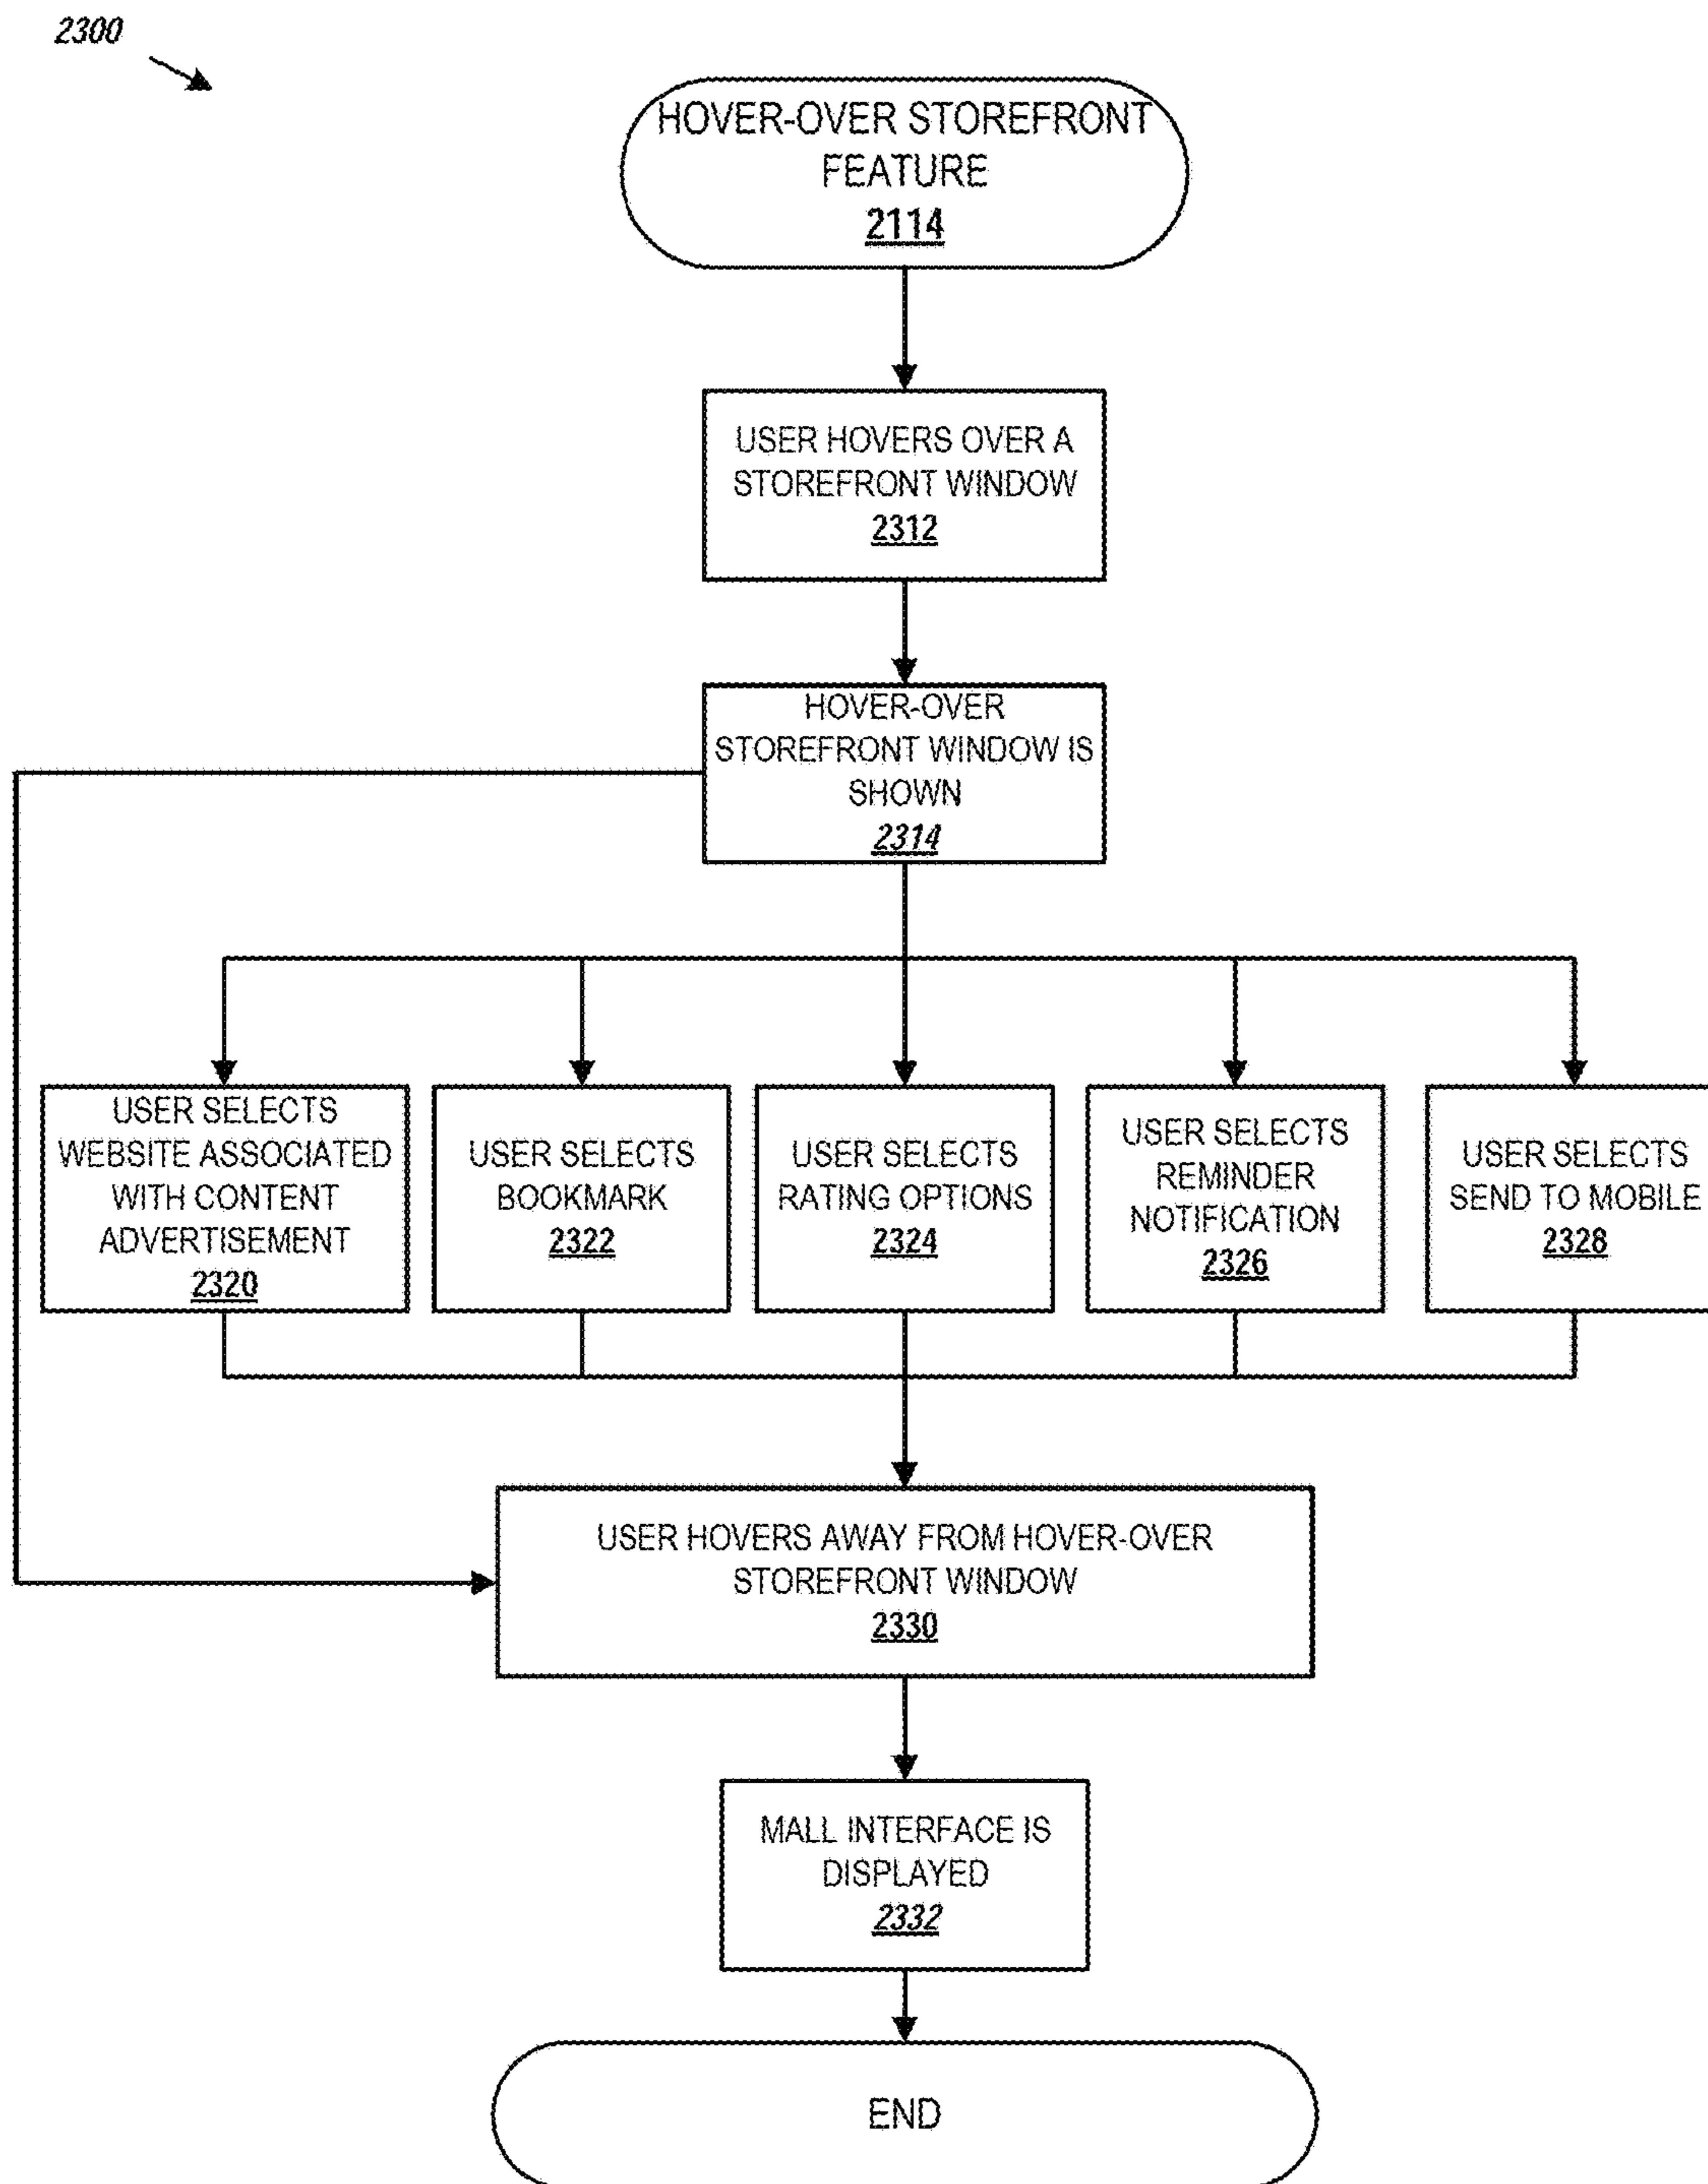 2300
HOVER-OVER STOREFRONT
FEATURE
2114
USER HOVERS OVER A
STOREFRONT WINDOW
2312
HOVER-OVER
STOREFRONT WINDOW IS
SHOWN
2314
USER SELECTS
WEBSITE ASSOCIATED
WITH CONTENT
ADVERTISEMENT
2320
USER SELECTS
BOOKMARK
2322
USER SELECTS
RATING OPTIONS
2324
USER SELECTS
REMINDER
NOTIFICATION
2326
USER SELECTS
SEND TO MOBILE
2328
USER HOVERS AWAY FROM HOVER-OVER
STOREFRONT WINDOW
2330
MALL INTERFACE IS
DISPLAYED
2332
END